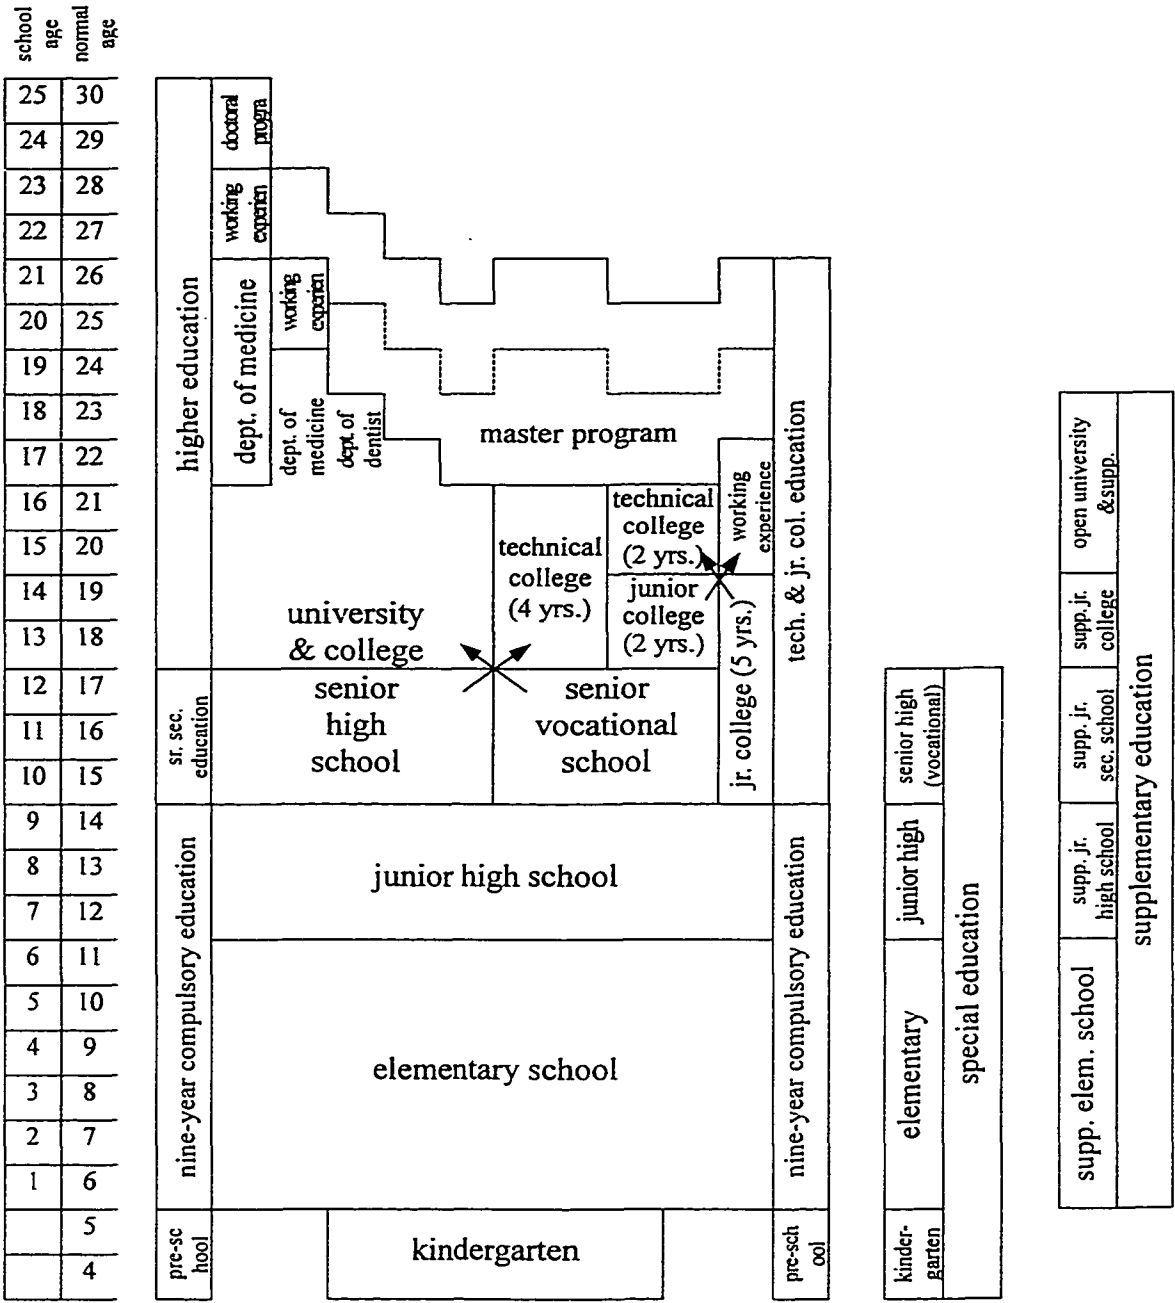 school
age
normal
age
25 30
24 29
23 28
22 27
21 26
20 25
19 24
18 23
17 22
16 21
15 20
14 19
13 18
12 17
11 16
10 15
9 14
8 13
7 12
6 11
5 10
4 9
3 8
2 7
1 6
5
4
higher education
sr. sec.
education
nine-year compulsory education
pre-sc
hool
doctoral
progra
working
experien
dept. of medicine
working
experien
dept. of
medicine
dept. of
dentist
master program
university
& college
technical
college
(4 yrs.)
technical
college
(2 yrs.)
working
experience
junior
college
(2 yrs.)
jr. college (5 yrs.)
senior
high
school
senior
vocational
school
junior high school
elementary school
kindergarten
tech. & jr. col. education
nine-year compulsory education
pre-sch
ool
senior high
(vocational)
junior high
elementary
kinder-
garten
special education
open university
&supp.
supp. jr.
college
supp. jr.
sec. school
supp. jr.
high school
supp. elem. school
supplementary education